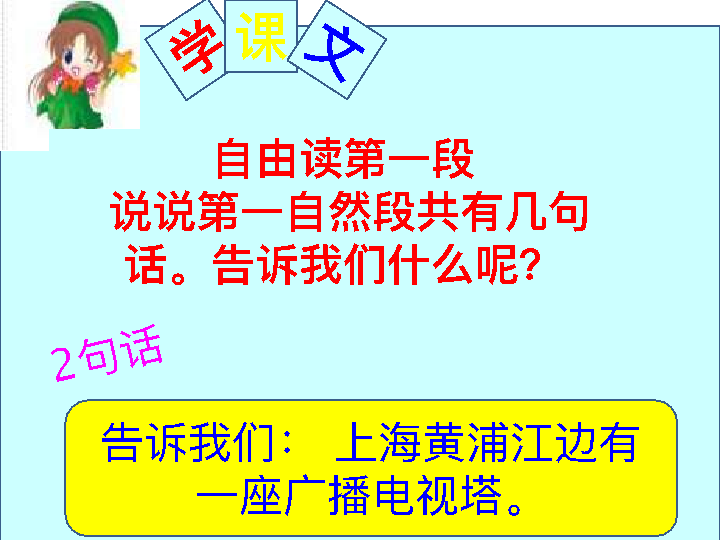 学课文
自由读第一段
说说第一自然段共有几句
话。告诉我们什么呢?
2句话
告诉我们： 上海黄浦江边有
一座广播电视塔。